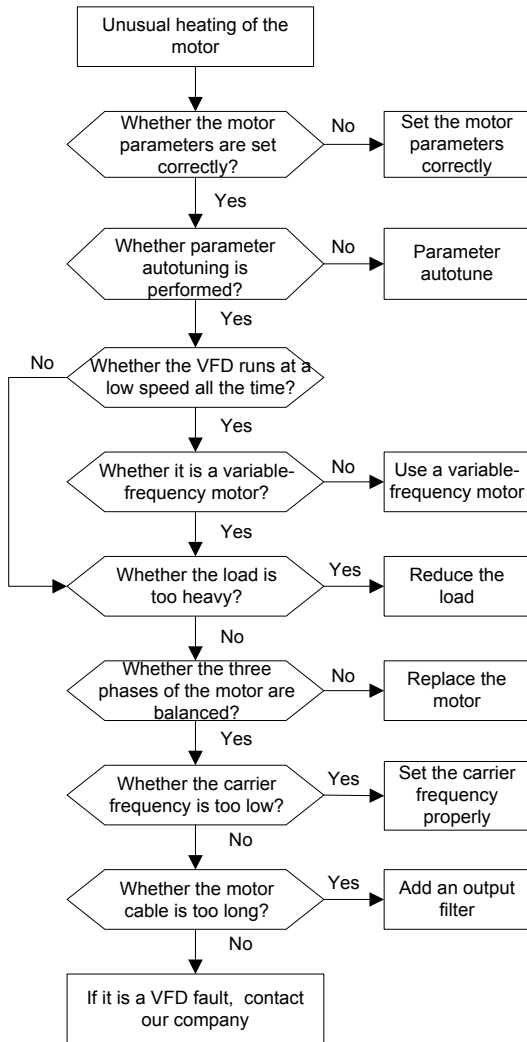 Unusual heating of the
motor
Whether the motor
parameters are set
correctly?
No
Set the motor
parameters
correctly
Yes
Whether parameter
autotuning is
performed?
No
Parameter
autotune
Yes
No
Whether the VFD runs at a
low speed all the time?
Yes
Whether it is a variable-
frequency motor?
No
Use a variable-
frequency motor
Yes
Whether the load is
too heavy?
Yes
Reduce the
load
No
Whether the three
phases of the motor are
balanced?
No
Replace the
motor
Yes
Whether the carrier
frequency is too low?
Yes
Set the carrier
frequency
properly
No
Whether the motor
cable is too long?
Yes
Add an output
filter
No
If it is a VFD fault, contact
our company